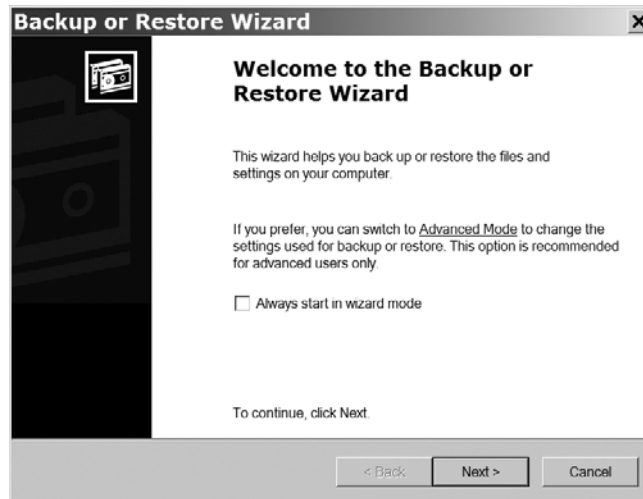 Backup or Restore Wizard
Welcome to the Backup or
Restore Wizard
This wizard helps you back up or restore the files and
settings on your computer.
If you prefer, you can switch to Advanced Mode to change the
settings used for backup or restore. This option is recommended
for advanced users only.
Always start in wizard mode
To continue, click Next.
< Back
Next >
Cancel